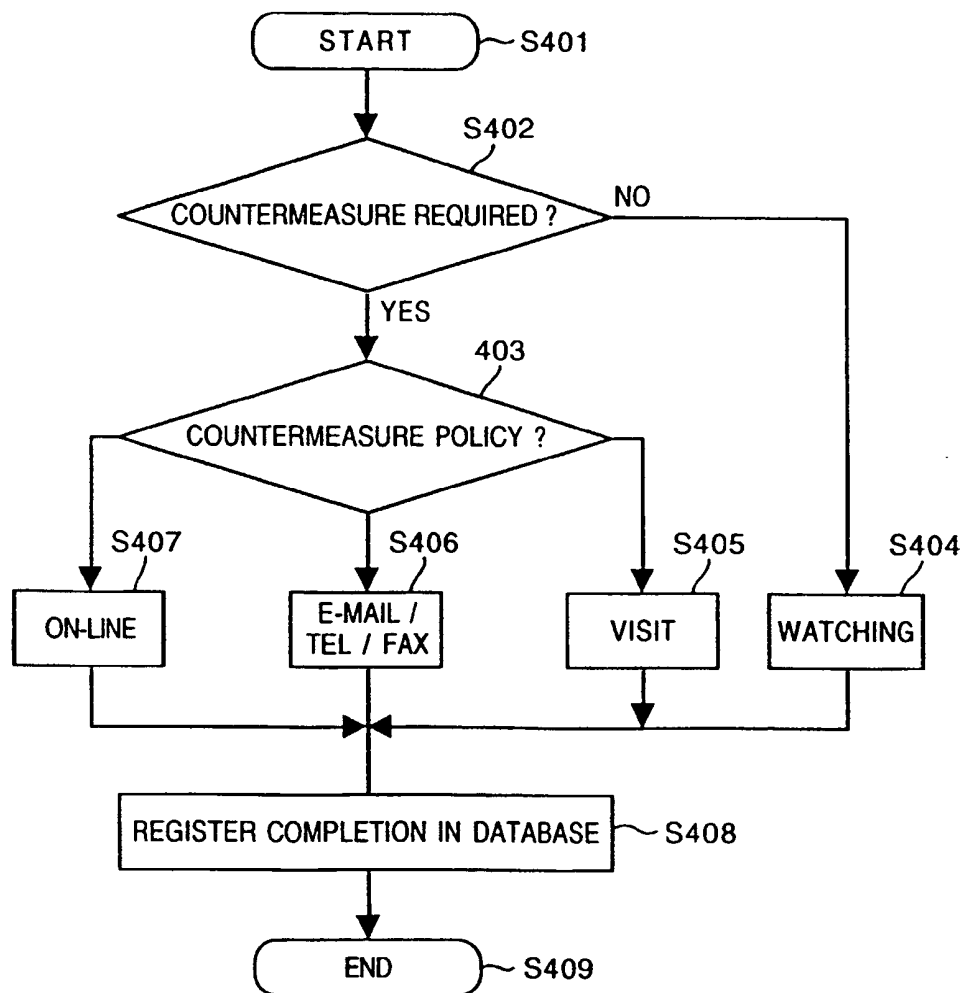 START
S401
S402
COUNTERMEASURE REQUIRED ?
NO
YES
403
COUNTERMEASURE POLICY ?
S407
S406
S405
S404
ON-LINE
E-MAIL /
TEL / FAX
VISIT
WATCHING
REGISTER COMPLETION IN DATABASE
S408
END
S409